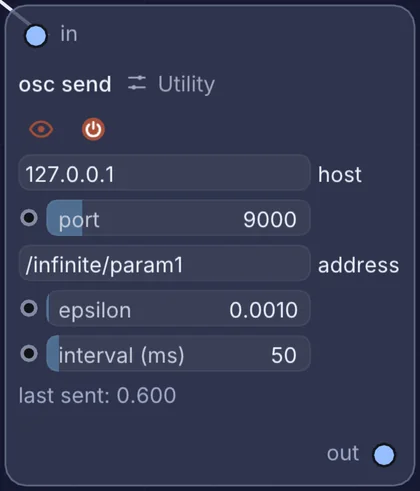 in
osc send Utility
127.0.0.1 host
port 9000
/infinite/param1 address
epsilon 0.0010
interval (ms) 50
last sent: 0.600
out